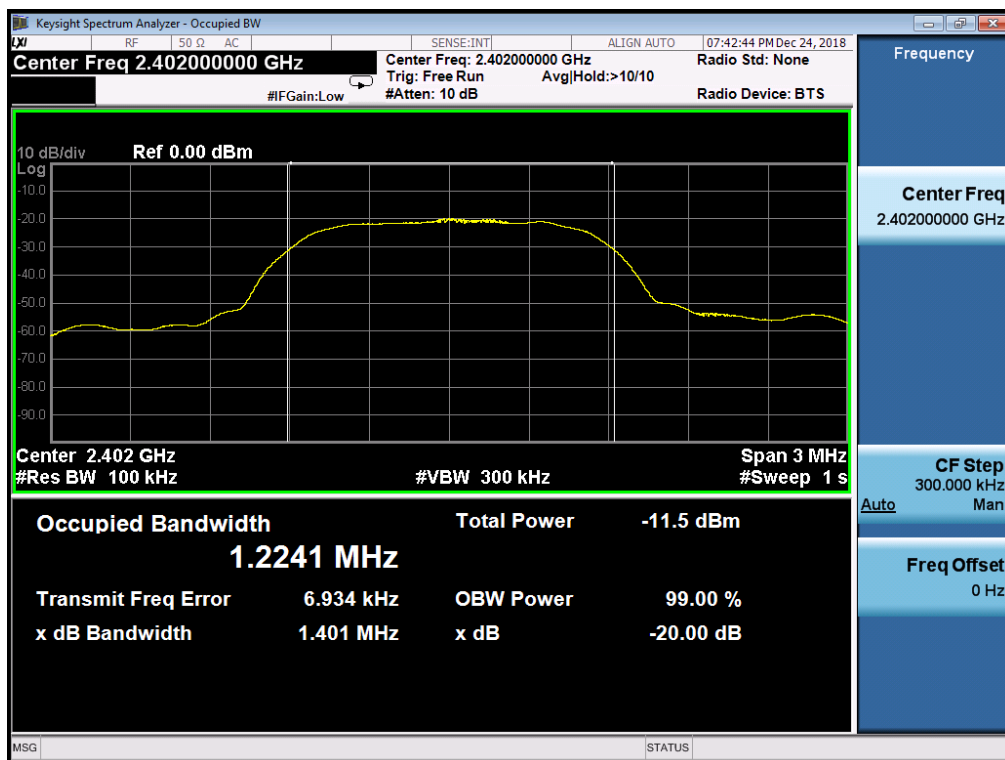 Keysight Spectrum Analyzer - Occupied BW
LXI RF 50 Ω AC SENSE:INT ALIGN AUTO 07:42:44 PM Dec 24, 2018
Center Freq 2.402000000 GHz
Center Freq: 2.402000000 GHz
Radio Std: None
Trig: Free Run Avg|Hold:>10/10
#IFGain:Low
#Atten: 10 dB
Radio Device: BTS
10 dB/div Ref 0.00 dBm
Log
-10.0
-20.0
-30.0
-40.0
-50.0
-60.0
-70.0
-80.0
-90.0
Center 2.402 GHz Span 3 MHz
#Res BW 100 kHz #VBW 300 kHz #Sweep 1 s
Occupied Bandwidth Total Power -11.5 dBm
1.2241 MHz
Transmit Freq Error 6.934 kHz OBW Power 99.00 %
x dB Bandwidth 1.401 MHz x dB -20.00 dB
MSG STATUS
Frequency
Center Freq
2.402000000 GHz
CF Step
300.000 kHz
Auto Man
Freq Offset
0 Hz